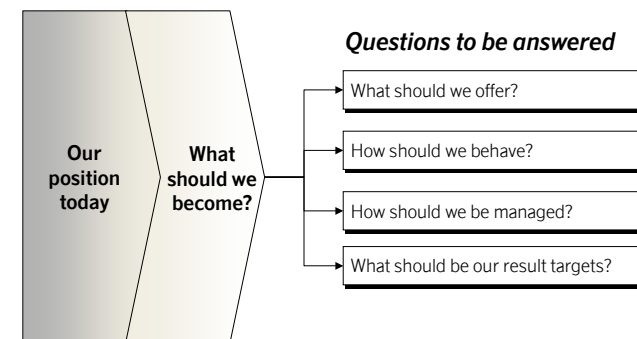 Our
position
today
What
should we
become?
Questions to be answered
What should we offer?
How should we behave?
How should we be managed?
What should be our result targets?